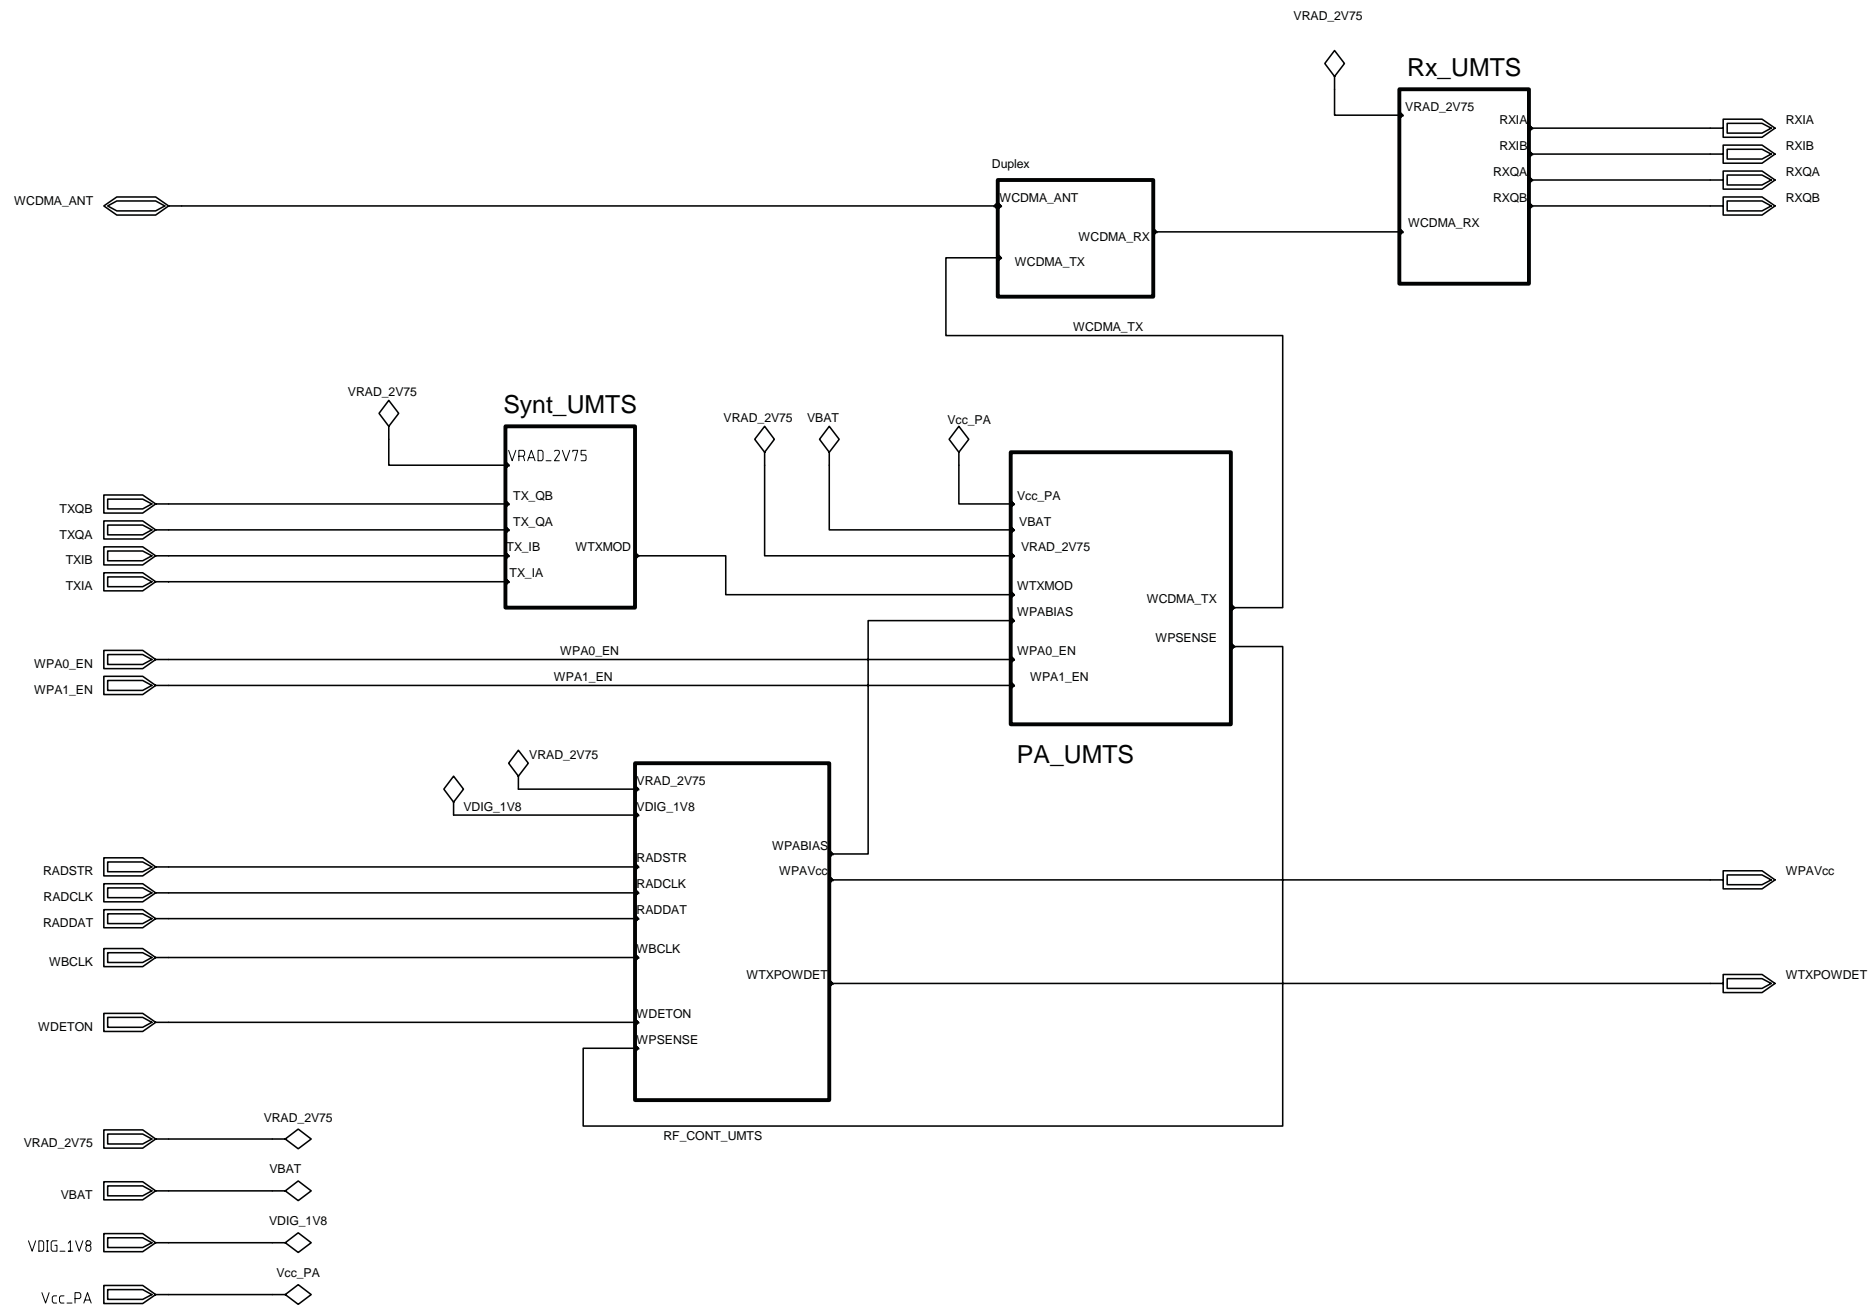 VRAD_2V75
Rx_UMTS
VRAD_2V75
RXIA
RXIA
RXIB
RXIB
RXQA
RXQA
RXQB
RXQB
WCDMA_RX
Duplex
WCDMA_ANT
WCDMA_ANT
WCDMA_RX
WCDMA_TX
WCDMA_TX
VRAD_2V75
Synt_UMTS
VRAD_2V75
TXQB
TX_QB
TXQA
TX_QA
TXIB
TX_IB
WTXMOD
TXIA
TX_IA
VRAD_2V75
VBAT
Vcc_PA
Vcc_PA
VBAT
VRAD_2V75
WTXMOD
WPABIAS
WCDMA_TX
WPSENSE
WPA0_EN
WPA0_EN
WPA0_EN
WPA1_EN
WPA1_EN
WPA1_EN
PA_UMTS
VRAD_2V75
VRAD_2V75
VDIG_1V8
VDIG_1V8
WPABIAS
RADSTR
RADSTR
WPAVcc
WPAVcc
RADCLK
RADCLK
RADDAT
RADDAT
WBCLK
WBCLK
WTXPOWDET
WTXPOWDET
WDETON
WDETON
WPSENSE
RF_CONT_UMTS
VRAD_2V75
VRAD_2V75
VBAT
VBAT
VDIG_1V8
VDIG_1V8
Vcc_PA
Vcc_PA